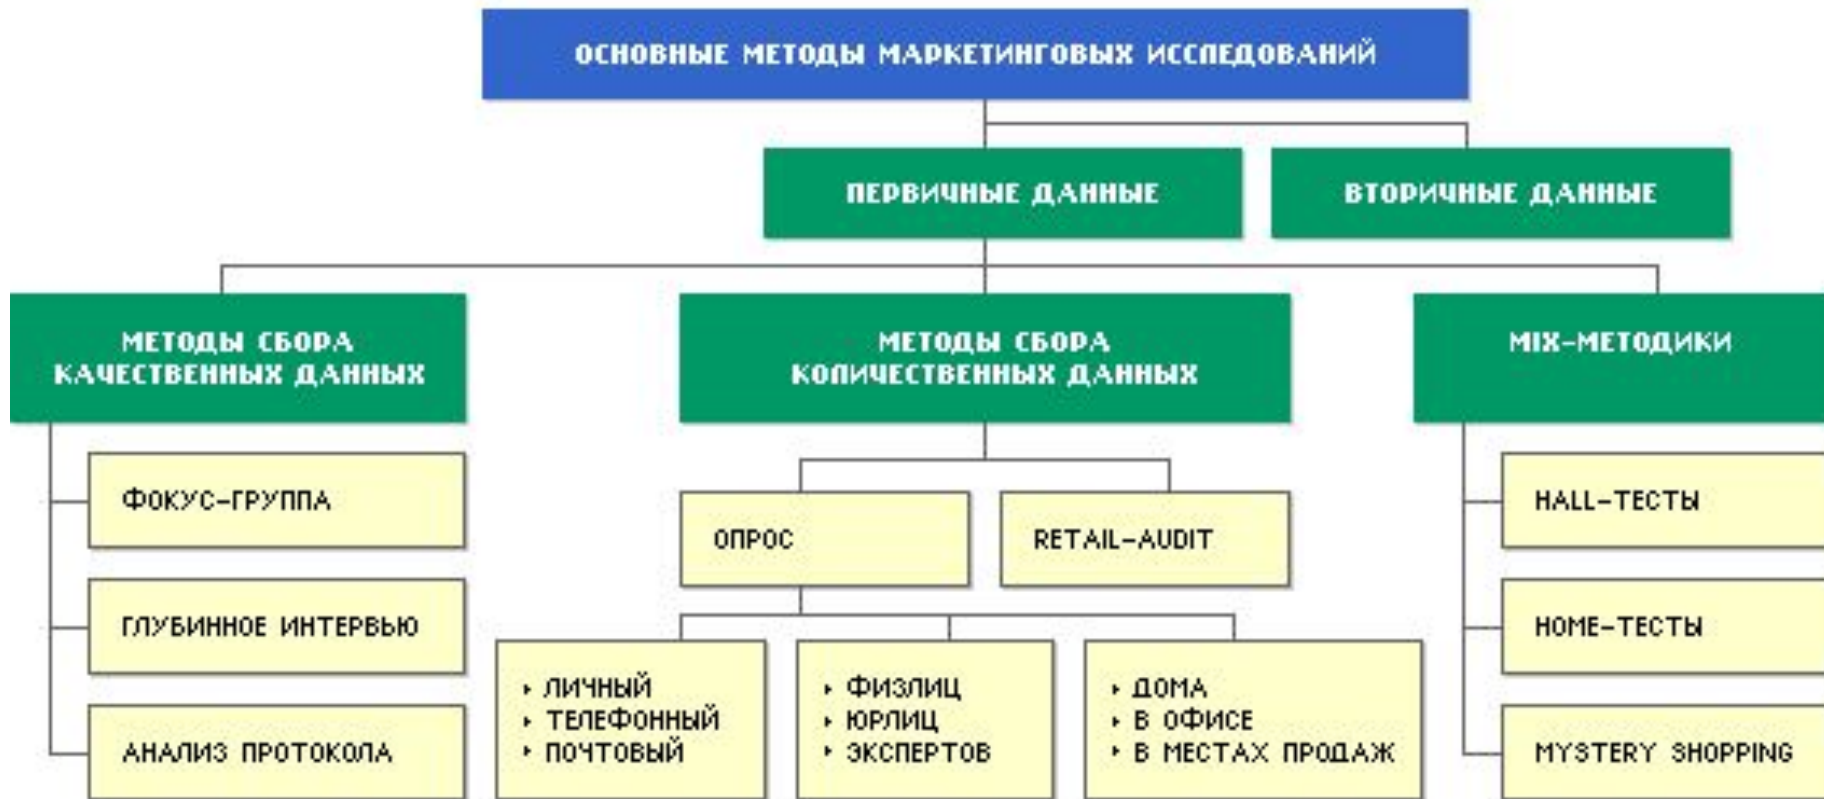 ОСНОВНЫЕ МЕТОДЫ МАРКЕТИНГОВЫХ ИССЛЕДОВАНИЙ
ПЕРВИЧНЫЕ ДАННЫЕ
ВТОРИЧНЫЕ ДАННЫЕ
МЕТОДЫ СБОРА
КАЧЕСТВЕННЫХ ДАННЫХ
ФОКУС-ГРУППА
ГЛУБИННОЕ ИНТЕРВЬЮ
АНАЛИЗ ПРОТОКОЛА
МЕТОДЫ СБОРА
КОЛИЧЕСТВЕННЫХ ДАННЫХ
ОПРОС
RETAIL-AUDIT
ЛИЧНЫЙ
ТЕЛЕФОННЫЙ
ПОЧТОВЫЙ
ФИЗЛИЦ
ЮРЛИЦ
ЭКСПЕРТОВ
ДОМА
В ОФИСЕ
В МЕСТАХ ПРОДАЖ
MIX-МЕТОДИКИ
HALL-ТЕСТЫ
HOME-ТЕСТЫ
MYSTERY SHOPPING